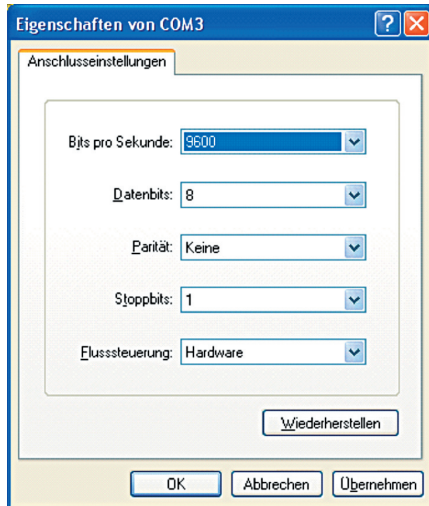 Eigenschaften von COM3
Anschlusseinstellungen
Bits pro Sekunde: 9600
Datenbits: 8
Parität: Keine
Stoppbits: 1
Flusssteuerung: Hardware
Wiederherstellen
OK Abbrechen Übernehmen